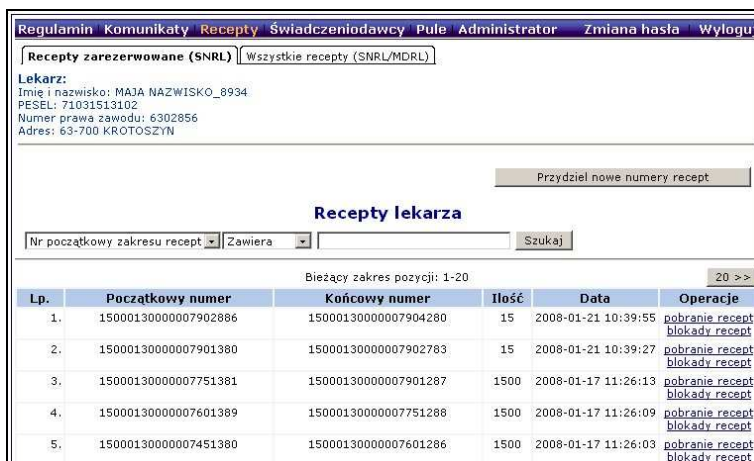 Regulamin Komunikaty Recepty Świadczeniodawcy Pule Administrator Zmiana hasła Wylogu
Recepty zarezerwowane (SNRL) Wszystkie recepty (SNRL/MDRL)
Lekarz:
Imię i nazwisko: MAJA NAZWISKO_8934
PESEL: 71031513102
Numer prawa zawodu: 6302856
Adres: 63-700 KROTOSZYN
Przydziel nowe numery recept
Recepty lekarza
Nr początkowy zakresu recept Zawiera Szukaj
Bieżący zakres pozycji: 1-20 20 >>
Lp. Początkowy numer Końcowy numer Ilość Data Operacje
1. 15000130000007902886 15000130000007904280 15 2008-01-21 10:39:55 pobranie recept
blokady recept
2. 15000130000007901380 15000130000007902783 15 2008-01-21 10:39:27 pobranie recept
blokady recept
3. 15000130000007751381 15000130000007901287 1500 2008-01-17 11:26:13 pobranie recept
blokady recept
4. 15000130000007601389 15000130000007751288 1500 2008-01-17 11:26:09 pobranie recept
blokady recept
5. 15000130000007451380 15000130000007601286 1500 2008-01-17 11:26:03 pobranie recept
blokady recept